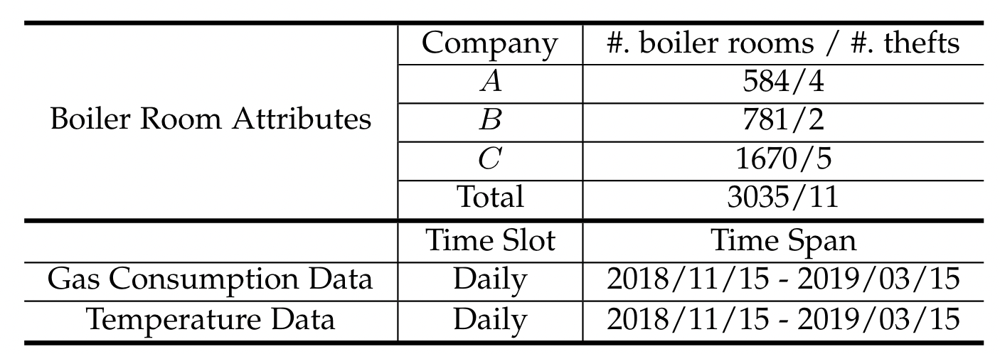 Company #. boiler rooms / #. thefts
A 584/4
Boiler Room Attributes B 781/2
C 1670/5
Total 3035/11
Time Slot Time Span
Gas Consumption Data Daily 2018/11/15 - 2019/03/15
Temperature Data Daily 2018/11/15 - 2019/03/15